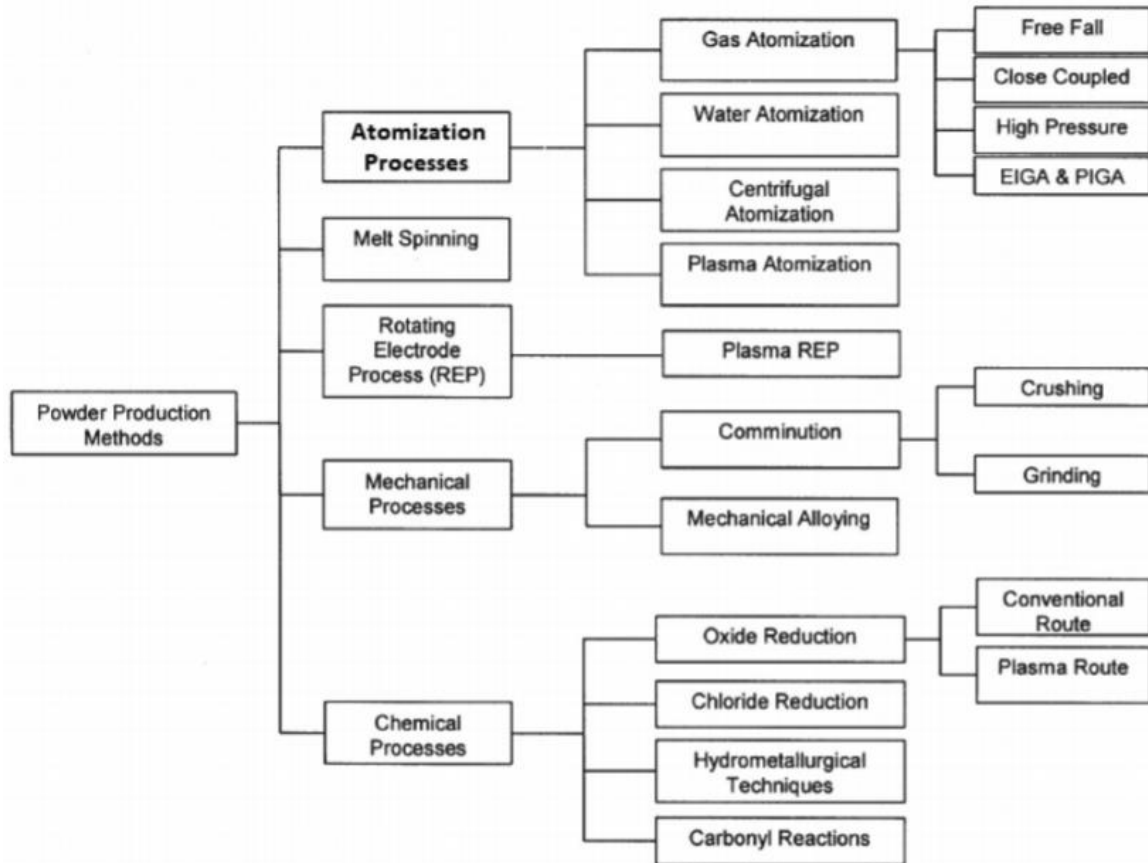 Powder Production
Methods
Atomization
Processes
Melt Spinning
Rotating
Electrode
Process (REP)
Mechanical
Processes
Chemical
Processes
Gas Atomization
Water Atomization
Centrifugal
Atomization
Plasma Atomization
Plasma REP
Comminution
Mechanical Alloying
Oxide Reduction
Chloride Reduction
Hydrometallurgical
Techniques
Carbonyl Reactions
Free Fall
Close Coupled
High Pressure
EIGA & PIGA
Crushing
Grinding
Conventional
Route
Plasma Route